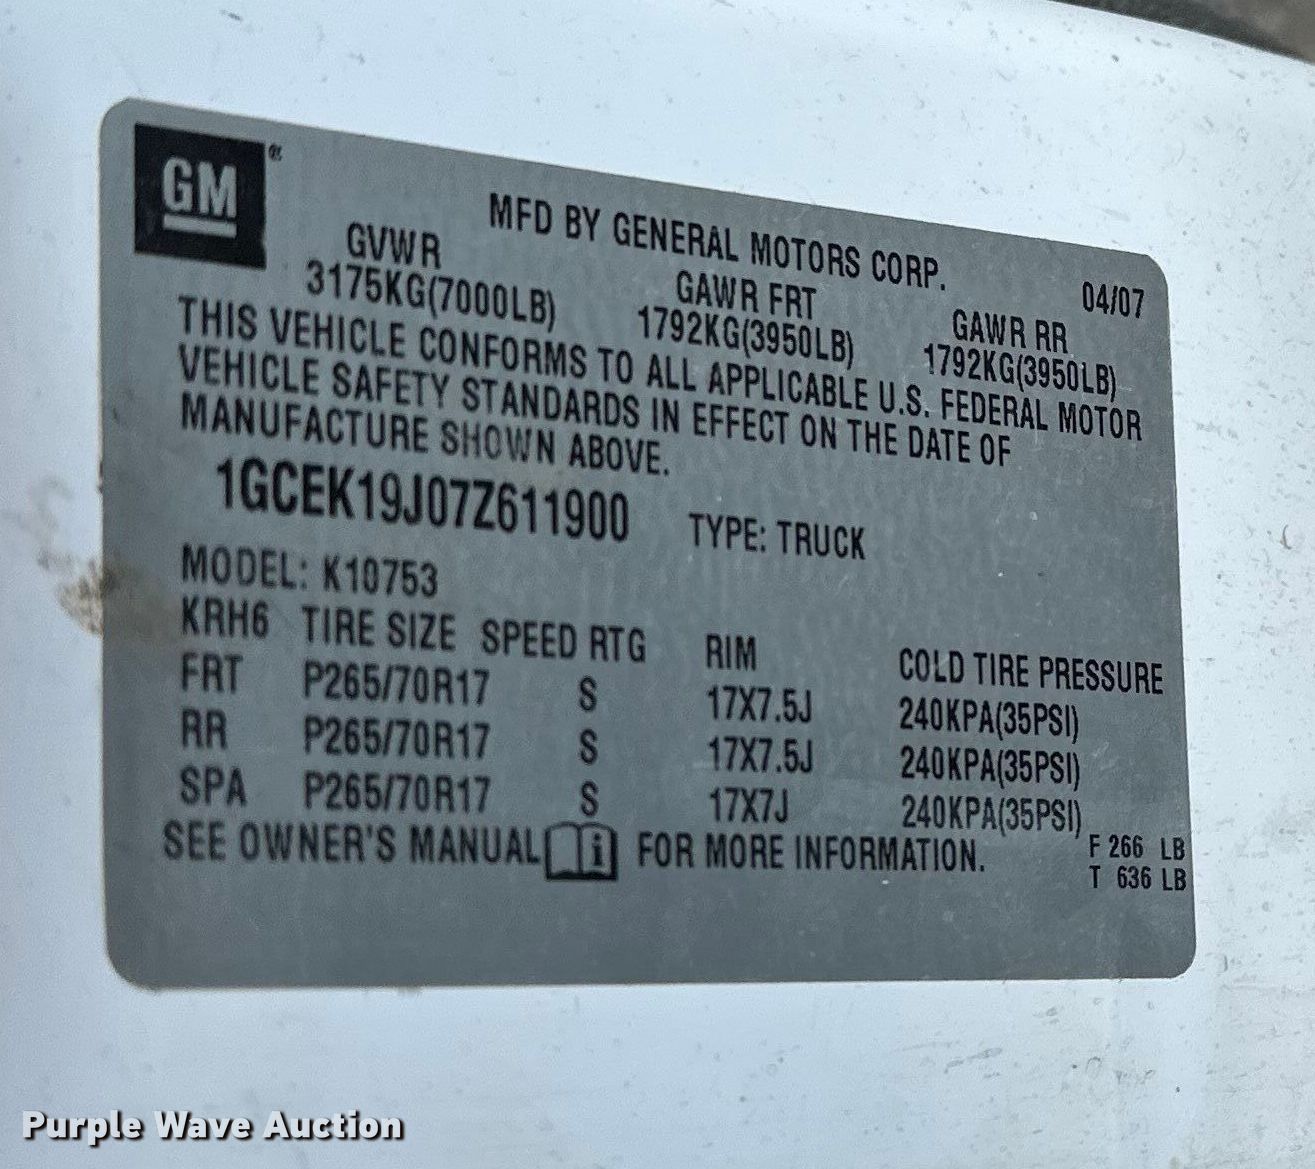 GM®
MFD BY GENERAL MOTORS CORP.
04/07
GVWR GAWR FRT GAWR RR
3175KG(7000LB) 1792KG(3950LB) 1792KG(3950LB)
THIS VEHICLE CONFORMS TO ALL APPLICABLE U.S. FEDERAL MOTOR
VEHICLE SAFETY STANDARDS IN EFFECT ON THE DATE OF
MANUFACTURE SHOWN ABOVE.
1GCEK19J07Z611900 TYPE: TRUCK
MODEL: K10753
KRH6 TIRE SIZE SPEED RTG RIM COLD TIRE PRESSURE
FRT P265/70R17 S 17X7.5J 240KPA(35PSI)
RR P265/70R17 S 17X7.5J 240KPA(35PSI)
SPA P265/70R17 S 17X7J 240KPA(35PSI)
SEE OWNER'S MANUAL i FOR MORE INFORMATION.
F 266 LB
T 636 LB
Purple Wave Auction